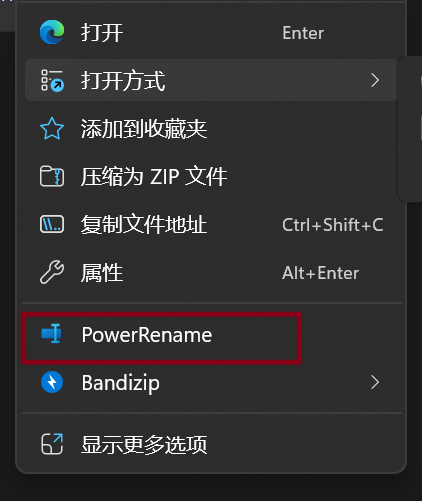 打开 Enter
打开方式
添加到收藏夹
压缩为 ZIP 文件
复制文件地址 Ctrl+Shift+C
属性 Alt+Enter
PowerRename
Bandizip
显示更多选项